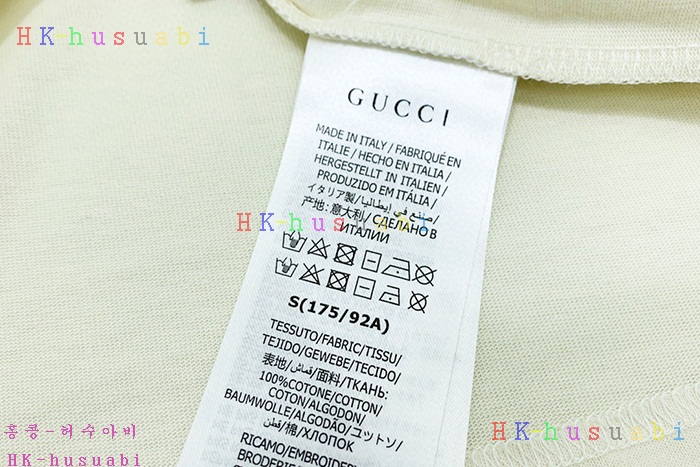 HK-husuabi
GUCCI
MADE IN ITALY / FABRIQUÉ EN
ITALIE / HECHO EN ITALIA /
HERGESTELLT IN ITALIEN /
PRODUZIDO EM ITÁLIA /
イタリア製 / صنع في إيطاليا /
产地: 意大利 / СДЕЛАНО В
ИТАЛИИ
HK-husuabi
S(175/92A)
TESSUTO/FABRIC/TISSU/
TEJIDO/GEWEBE/TECIDO/
表地/قماش/面料/ТКАНЬ:
100%COTONE/COTTON/
COTON/ALGODON/
BAUMWOLLE/ALGODÃO/コットン/
قطن/棉/ХЛОПОК
RICAMO/EMBROIDERY/
홍콩-허수아비
HK-husuabi
HK-husuabi